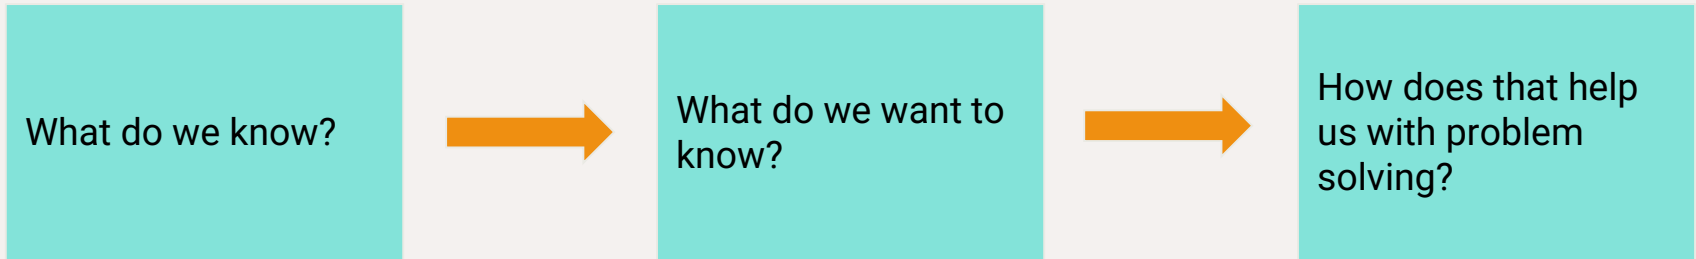 What do we know?
What do we want to
know?
How does that help
us with problem
solving?